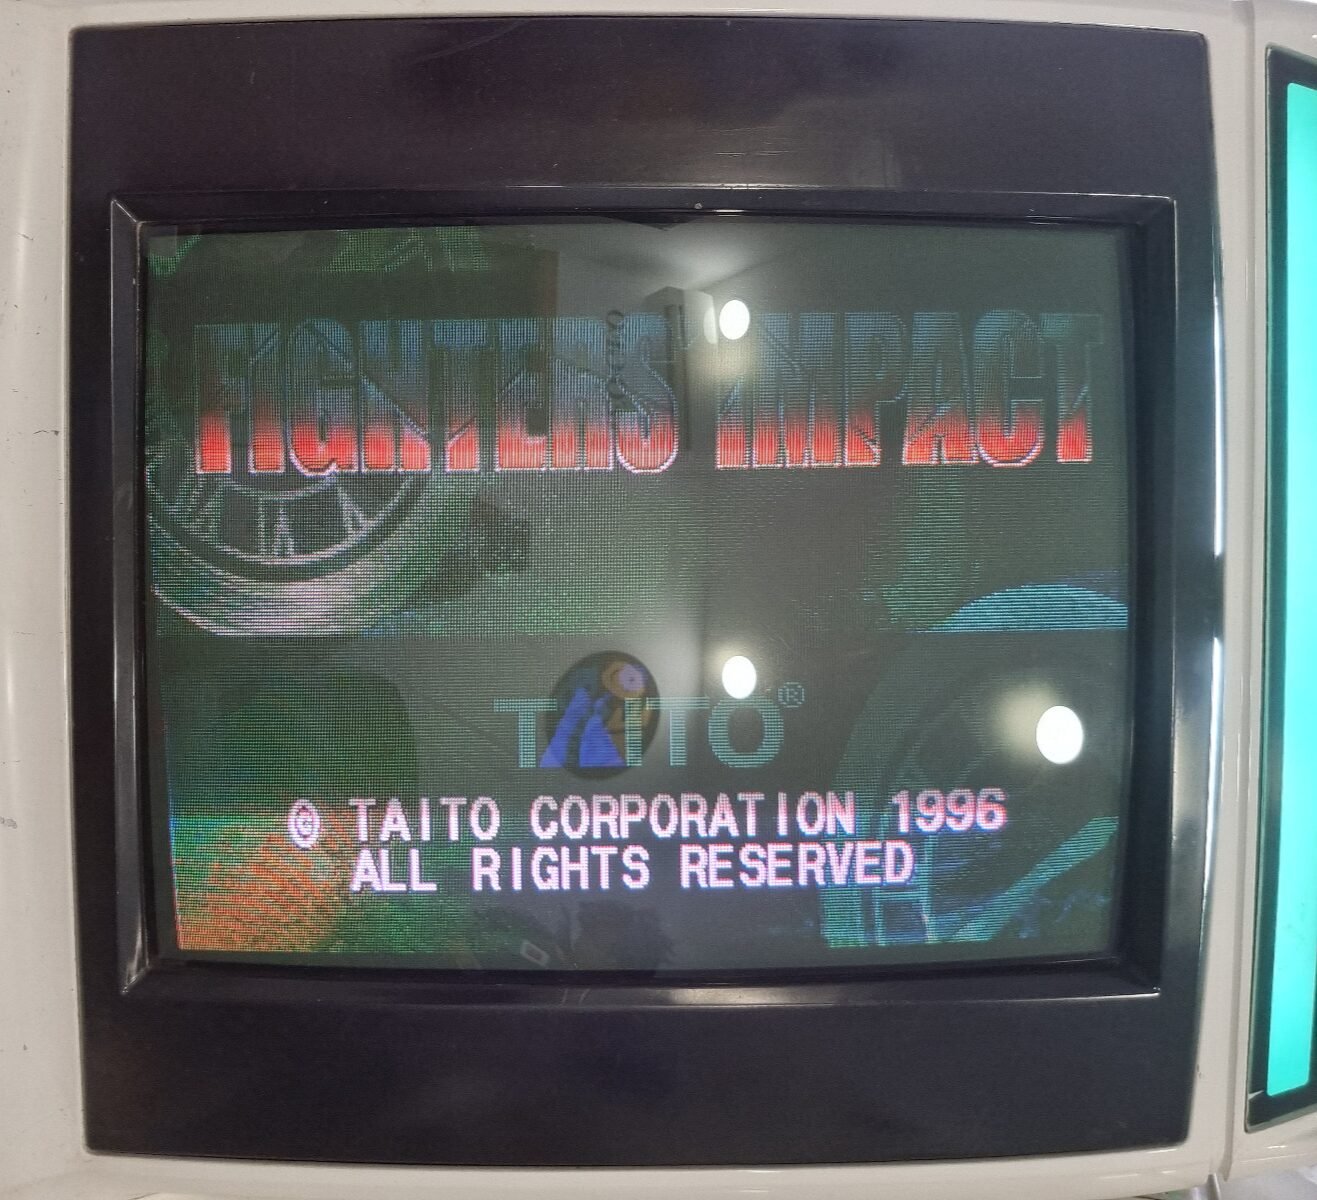 FIGHTERS IMPACT
TAITO®
© TAITO CORPORATION 1996
ALL RIGHTS RESERVED